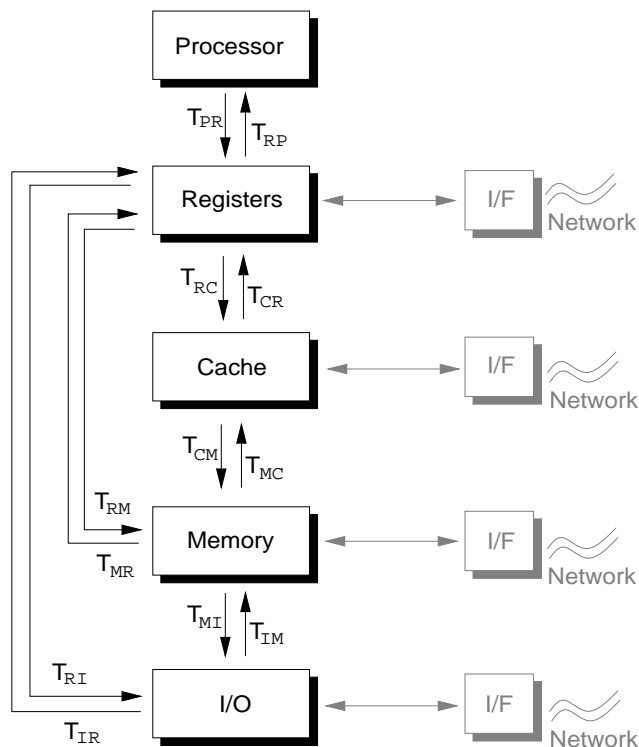 Processor
TPR
TRP
Registers
I/F
Network
TRC
TCR
Cache
I/F
Network
TCM
TMC
TRM
Memory
I/F
Network
TMR
TMI
TIM
TRI
I/O
I/F
Network
TIR